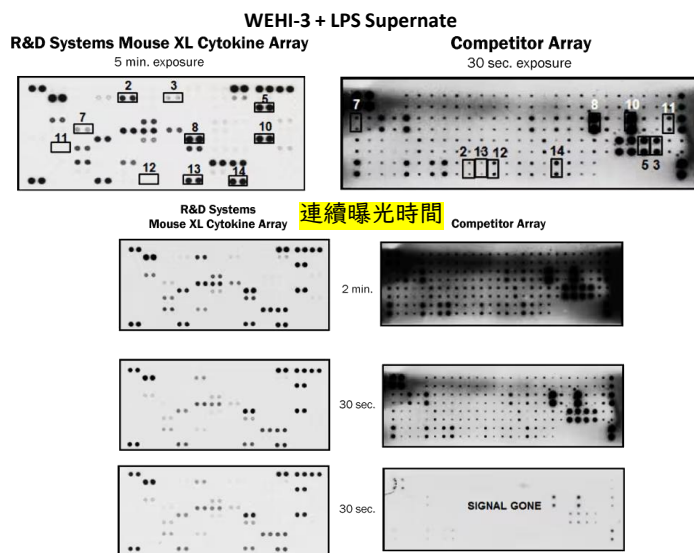 WEHI-3 + LPS Supernate
R&D Systems Mouse XL Cytokine Array
5 min. exposure
Competitor Array
30 sec. exposure
2 3 5
7
11 8 10
12 13 14
7 8 10 11
2 13 12 14 5 3
R&D Systems
Mouse XL Cytokine Array
連續曝光時間
Competitor Array
2 min.
30 sec.
30 sec.
SIGNAL GONE